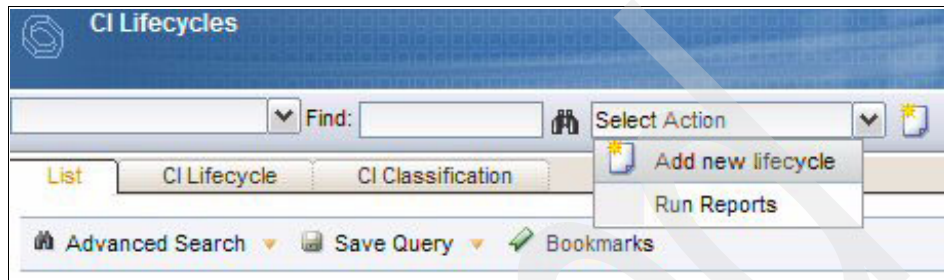 CI Lifecycles
Find: Select Action
Add new lifecycle
Run Reports
List CI Lifecycle CI Classification
Advanced Search Save Query Bookmarks